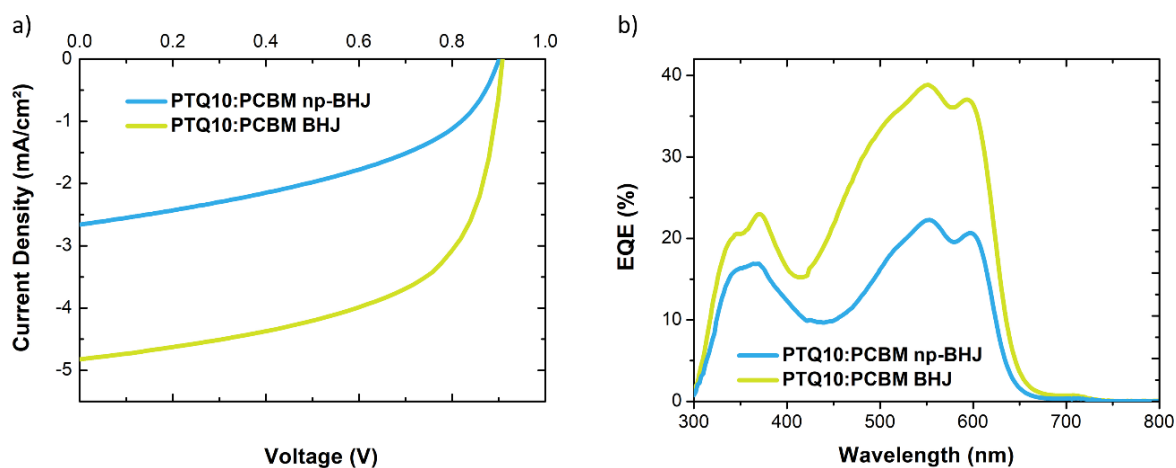 a)
0.0 0.2 0.4 0.6 0.8 1.0
0
-1
-2
-3
-4
-5
Current Density (mA/cm²)
PTQ10:PCBM np-BHJ
PTQ10:PCBM BHJ
Voltage (V)
b)
40
30
20
10
0
EQE (%)
PTQ10:PCBM np-BHJ
PTQ10:PCBM BHJ
300 400 500 600 700 800
Wavelength (nm)